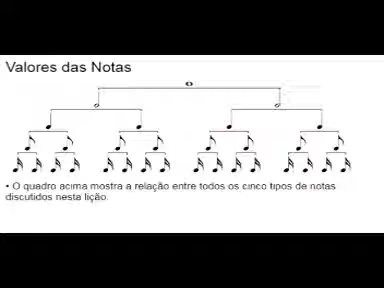 Valores das Notas
• O quadro acima mostra a relação entre todos os cinco tipos de notas
discutidos nesta lição.